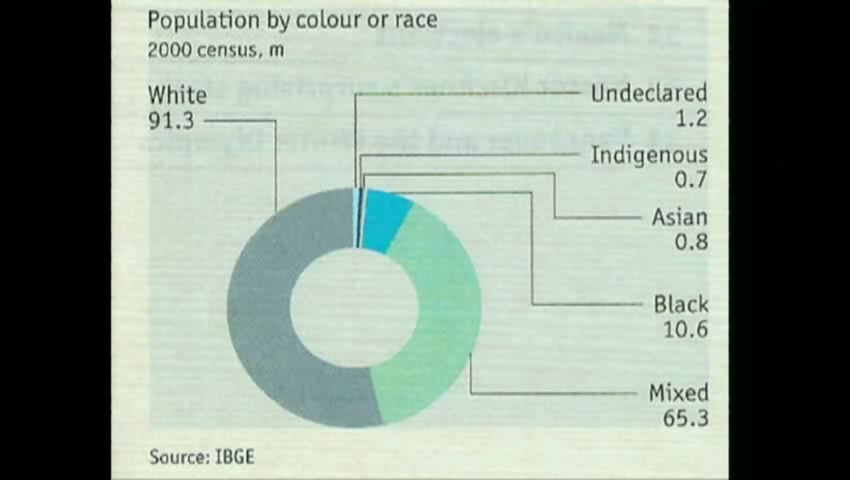 Population by colour or race
2000 census, m
White
91.3
Undeclared
1.2
Indigenous
0.7
Asian
0.8
Black
10.6
Mixed
65.3
Source: IBGE